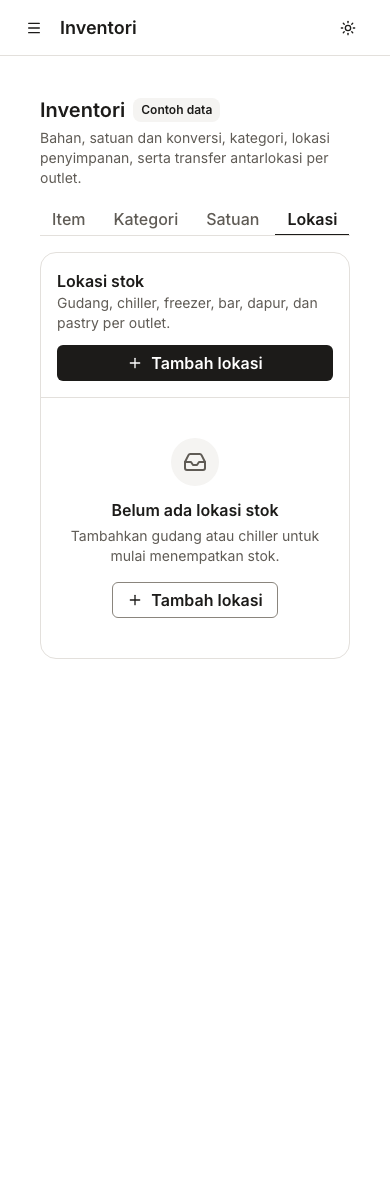 Inventori
Inventori
Contoh data
Bahan, satuan dan konversi, kategori, lokasi
penyimpanan, serta transfer antarlokasi per
outlet.
Item
Kategori
Satuan
Lokasi
Lokasi stok
Gudang, chiller, freezer, bar, dapur, dan
pastry per outlet.
Tambah lokasi
Belum ada lokasi stok
Tambahkan gudang atau chiller untuk
mulai menempatkan stok.
Tambah lokasi